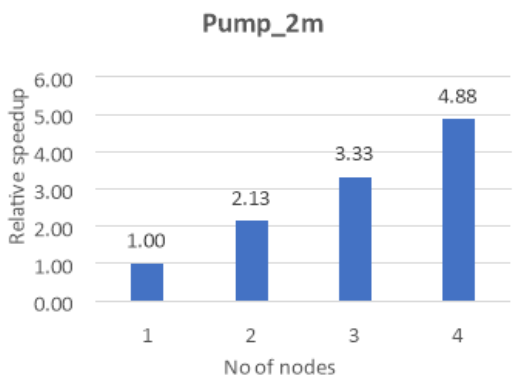 Pump_2m
Relative speedup
6.00
5.00
4.00
3.00
2.00
1.00
0.00
1.00
2.13
3.33
4.88
1 2 3 4
No of nodes